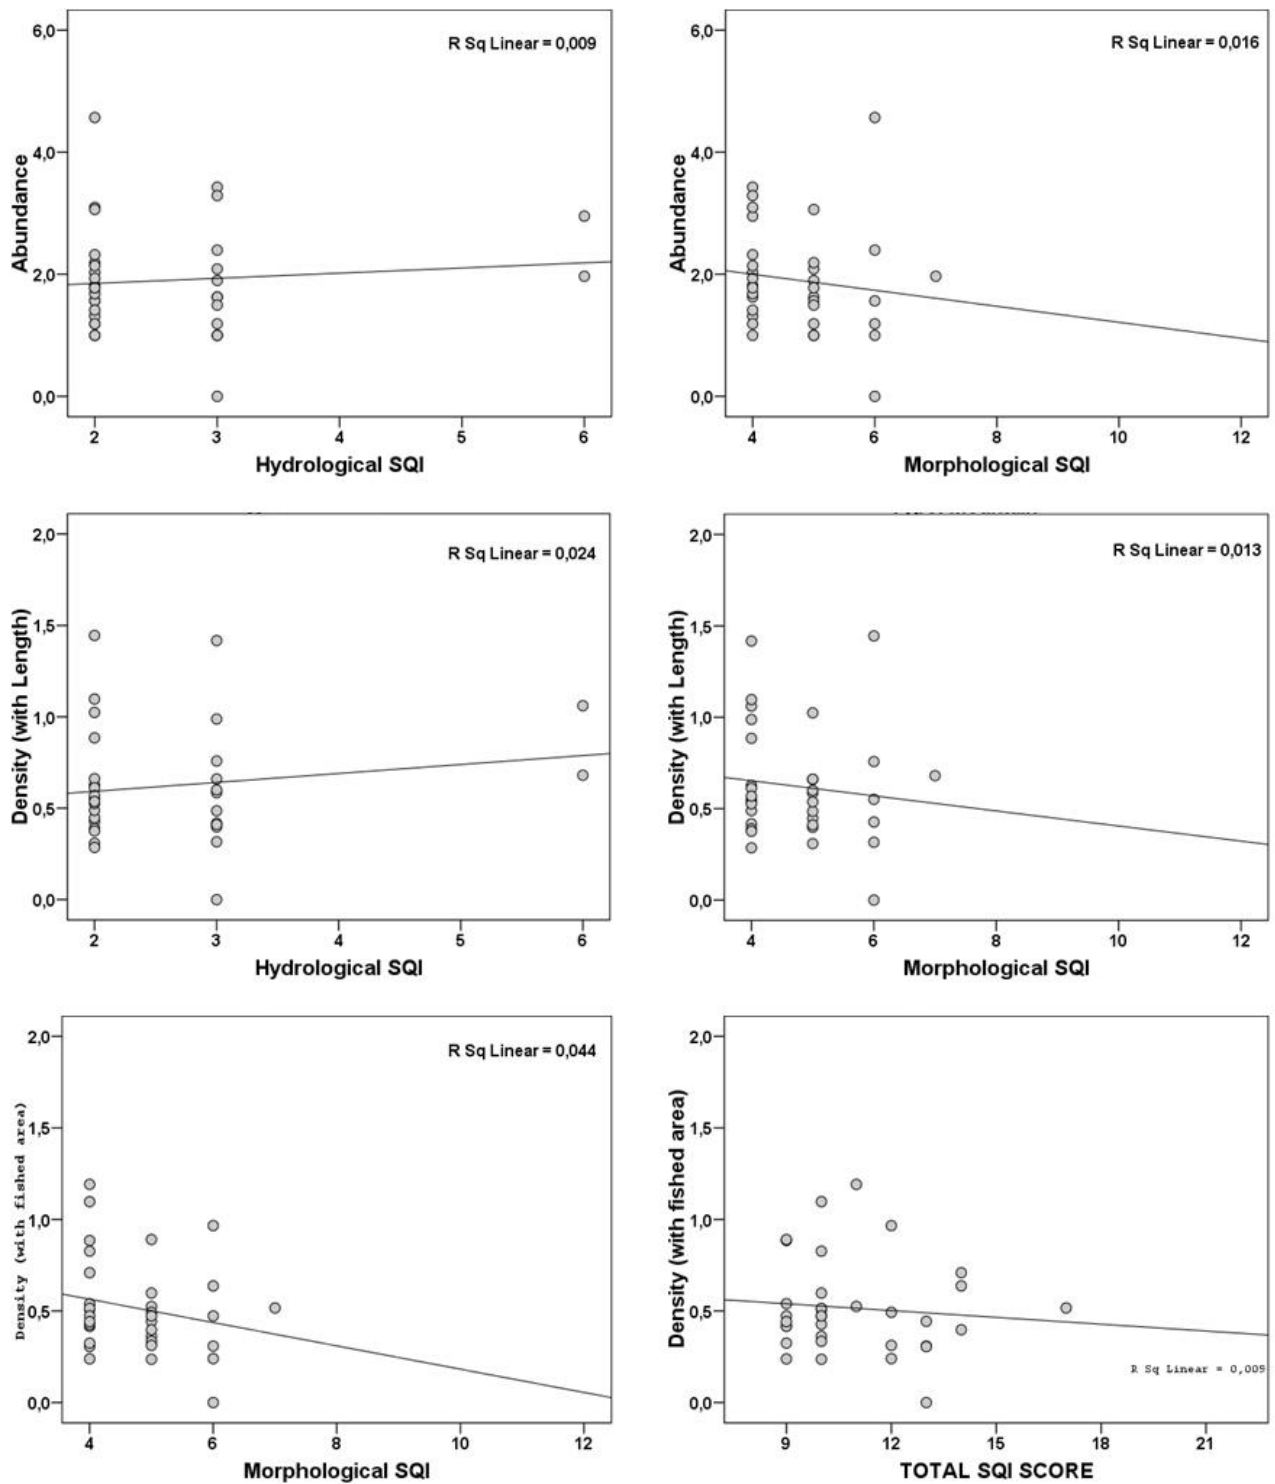 6,0
R Sq Linear = 0,009
4,0
Abundance
2,0
0,0
2 3 4 5 6
Hydrological SQI
6,0
R Sq Linear = 0,016
4,0
Abundance
2,0
0,0
4 6 8 10 12
Morphological SQI
2,0
R Sq Linear = 0,024
1,5
Density (with Length)
1,0
0,5
0,0
2 3 4 5 6
Hydrological SQI
2,0
R Sq Linear = 0,013
1,5
Density (with Length)
1,0
0,5
0,0
4 6 8 10 12
Morphological SQI
2,0
R Sq Linear = 0,044
1,5
Density (with fished area)
1,0
0,5
0,0
4 6 8 10 12
Morphological SQI
2,0
1,5
Density (with fished area)
1,0
0,5
R Sq Linear = 0,009
0,0
9 12 15 18 21
TOTAL SQI SCORE